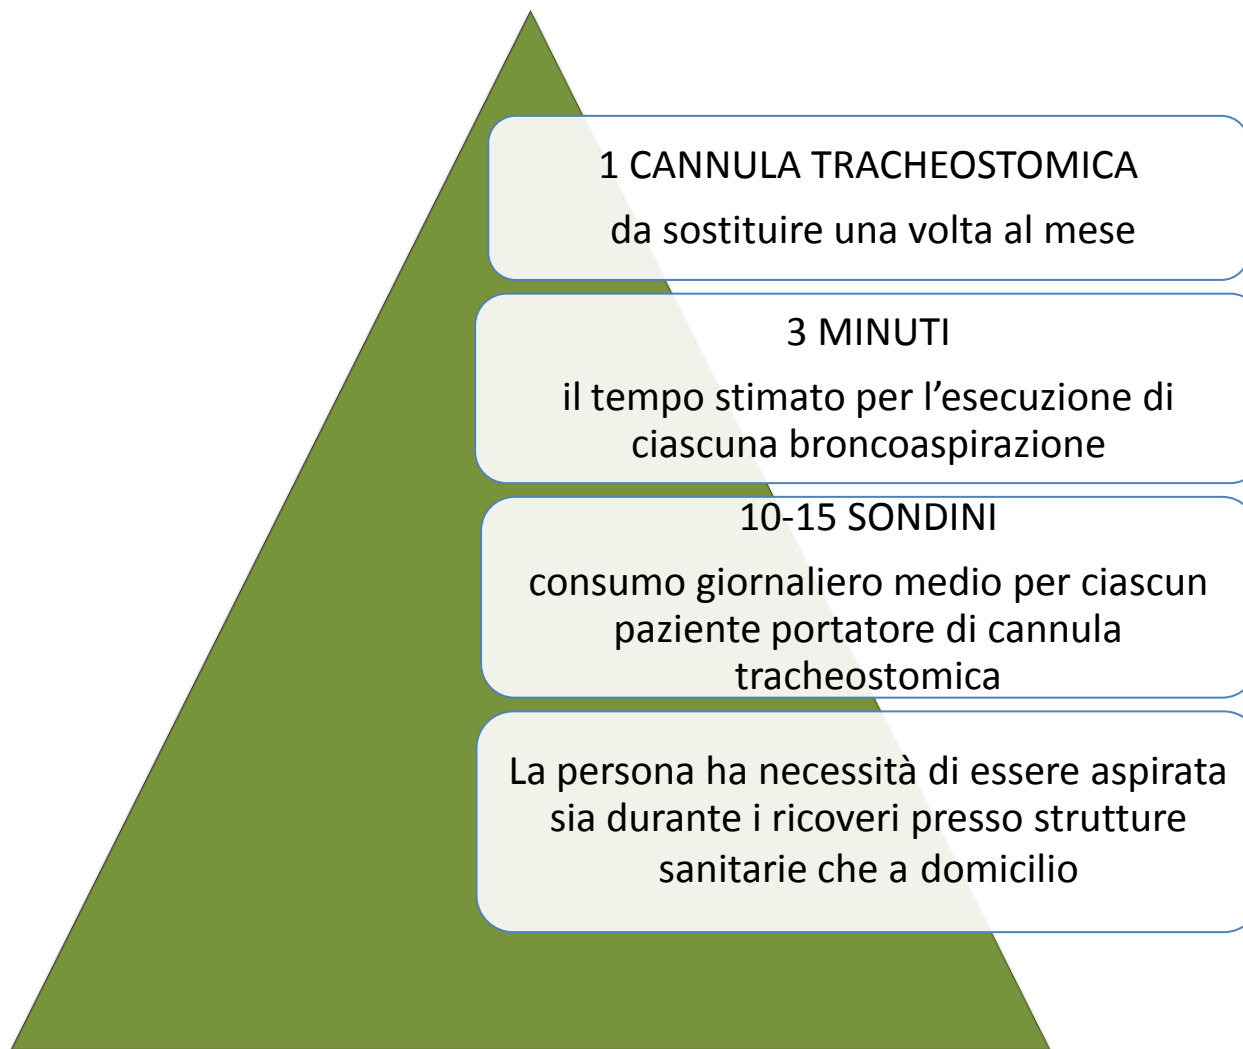 1 CANNULA TRACHEOSTOMICA
da sostituire una volta al mese
3 MINUTI
il tempo stimato per l’esecuzione di
ciascuna broncoaspirazione
10-15 SONDINI
consumo giornaliero medio per ciascun
paziente portatore di cannula
tracheostomica
La persona ha necessità di essere aspirata
sia durante i ricoveri presso strutture
sanitarie che a domicilio